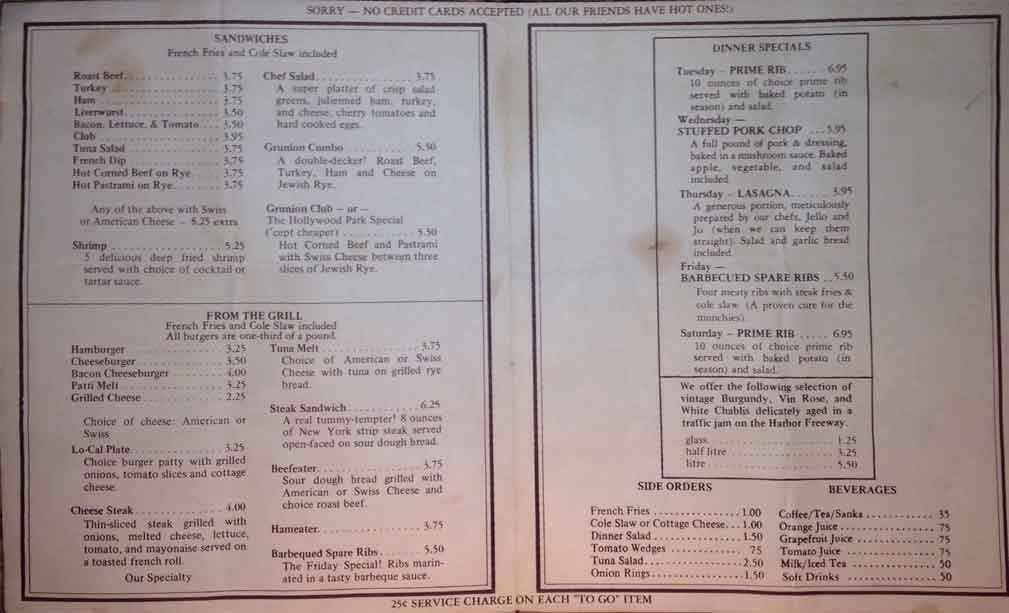 SORRY — NO CREDIT CARDS ACCEPTED (ALL OUR FRIENDS HAVE HOT ONES!)
SANDWICHES
French Fries and Cole Slaw included
Roast Beef. . . . . . . . . . . . . . . 3.75
Turkey . . . . . . . . . . . . . . . . . . 3.75
Ham . . . . . . . . . . . . . . . . . . . 3.75
Liverwurst. . . . . . . . . . . . . . . 3.50
Bacon, Lettuce, & Tomato . . . 3.50
Club . . . . . . . . . . . . . . . . . . . 3.95
Tuna Salad . . . . . . . . . . . . . . 3.75
French Dip . . . . . . . . . . . . . . 3.75
Hot Corned Beef on Rye. . . . . 3.75
Hot Pastrami on Rye. . . . . . . . 3.75
Any of the above with Swiss
or American Cheese – 5.25 extra
Shrimp . . . . . . . . . . . . . . . . . 5.25
5 delicious deep fried shrimp
served with choice of cocktail or
tartar sauce.
Chef Salad. . . . . . . . . . . . . . . 3.75
A super platter of crisp salad
greens, julienned ham, turkey,
and cheese, cherry tomatoes and
hard cooked eggs.
Grunion Combo . . . . . . . . . . 5.50
A double-decker! Roast Beef,
Turkey, Ham and Cheese on
Jewish Rye.
Grunion Club – or –
The Hollywood Park Special
('cept cheaper) . . . . . . . . . . . 5.50
Hot Corned Beef and Pastrami
with Swiss Cheese between three
slices of Jewish Rye.
FROM THE GRILL
French Fries and Cole Slaw included
All burgers are one-third of a pound.
Hamburger . . . . . . . . . . . . . . 3.25
Cheeseburger. . . . . . . . . . . . . 3.50
Bacon Cheeseburger . . . . . . . 4.00
Patti Melt . . . . . . . . . . . . . . . 3.25
Grilled Cheese . . . . . . . . . . . . 2.25
Choice of cheese: American or
Swiss
Lo-Cal Plate. . . . . . . . . . . . . . 3.25
Choice burger patty with grilled
onions, tomato slices and cottage
cheese.
Cheese Steak . . . . . . . . . . . . . 4.00
Thin-sliced steak grilled with
onions, melted cheese, lettuce,
tomato, and mayonaise served on
a toasted french roll.
Our Specialty
Tuna Melt . . . . . . . . . . . . . . . 3.75
Choice of American or Swiss
Cheese with tuna on grilled rye
bread.
Steak Sandwich. . . . . . . . . . . 6.25
A real tummy-tempter! 8 ounces
of New York strip steak served
open-faced on sour dough bread.
Beefeater. . . . . . . . . . . . . . . . 3.75
Sour dough bread grilled with
American or Swiss Cheese and
choice roast beef.
Hameater. . . . . . . . . . . . . . . . 3.75
Barbequed Spare Ribs. . . . . . . 5.50
The Friday Special! Ribs marin-
ated in a tasty barbeque sauce.
DINNER SPECIALS
Tuesday – PRIME RIB. . . . . . 6.95
10 ounces of choice prime rib
served with baked potato (in
season) and salad.
Wednesday —
STUFFED PORK CHOP . . . 5.95
A full pound of pork & dressing,
baked in a mushroom sauce. Baked
apple, vegetable, and salad
included.
Thursday – LASAGNA. . . . . . 3.95
A generous portion, meticulously
prepared by our chefs, Jello and
Jo (when we can keep them
straight). Salad and garlic bread
included.
Friday —
BARBECUED SPARE RIBS . . 5.50
Four meaty ribs with steak fries &
cole slaw. (A proven cure for the
munchies).
Saturday – PRIME RIB . . . . . 6.95
10 ounces of choice prime rib
served with baked potato (in
season) and salad.
We offer the following selection of
vintage Burgundy, Vin Rose, and
White Chablis delicately aged in a
traffic jam on the Harbor Freeway.
glass. . . . . . . . . . . . . . . . . . . 1.25
half litre . . . . . . . . . . . . . . . . 3.25
litre . . . . . . . . . . . . . . . . . . . 5.50
SIDE ORDERS
French Fries . . . . . . . . . . . . . 1.00
Cole Slaw or Cottage Cheese. . . 1.00
Dinner Salad. . . . . . . . . . . . . 1.50
Tomato Wedges . . . . . . . . . . . 75
Tuna Salad. . . . . . . . . . . . . . . 2.50
Onion Rings. . . . . . . . . . . . . . 1.50
BEVERAGES
Coffee/Tea/Sanka . . . . . . . . . . 35
Orange Juice . . . . . . . . . . . . . 75
Grapefruit Juice . . . . . . . . . . . 75
Tomato Juice . . . . . . . . . . . . . 75
Milk/Iced Tea . . . . . . . . . . . . 50
Soft Drinks . . . . . . . . . . . . . . 50
25¢ SERVICE CHARGE ON EACH "TO GO" ITEM